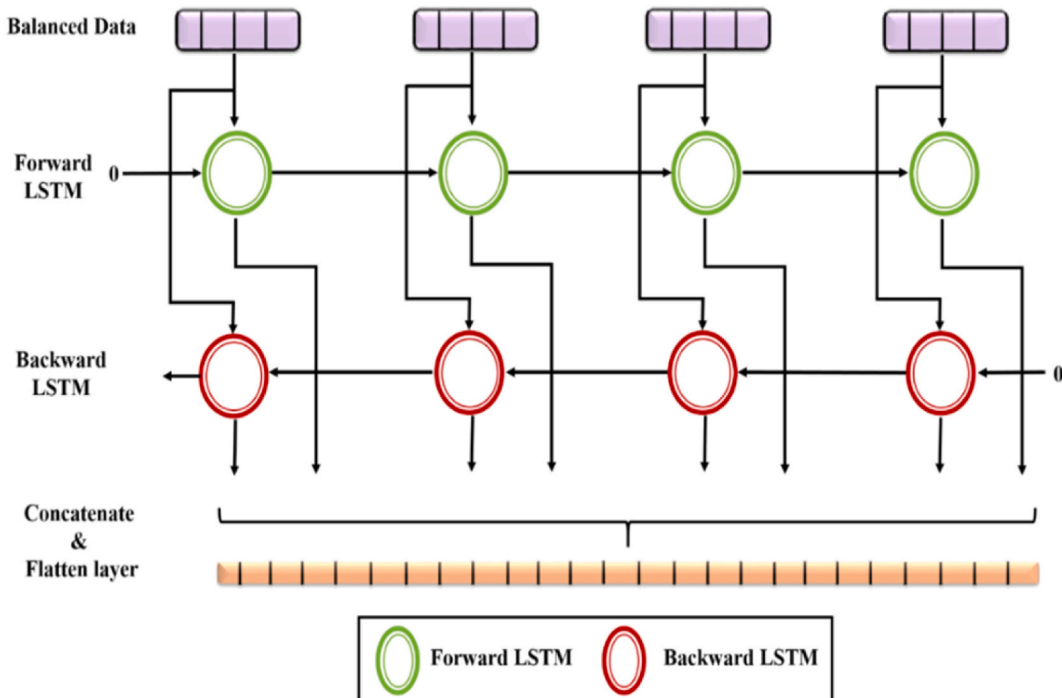 Balanced Data
Forward
LSTM
0
Backward
LSTM
0
Concatenate
&
Flatten layer
Forward LSTM
Backward LSTM